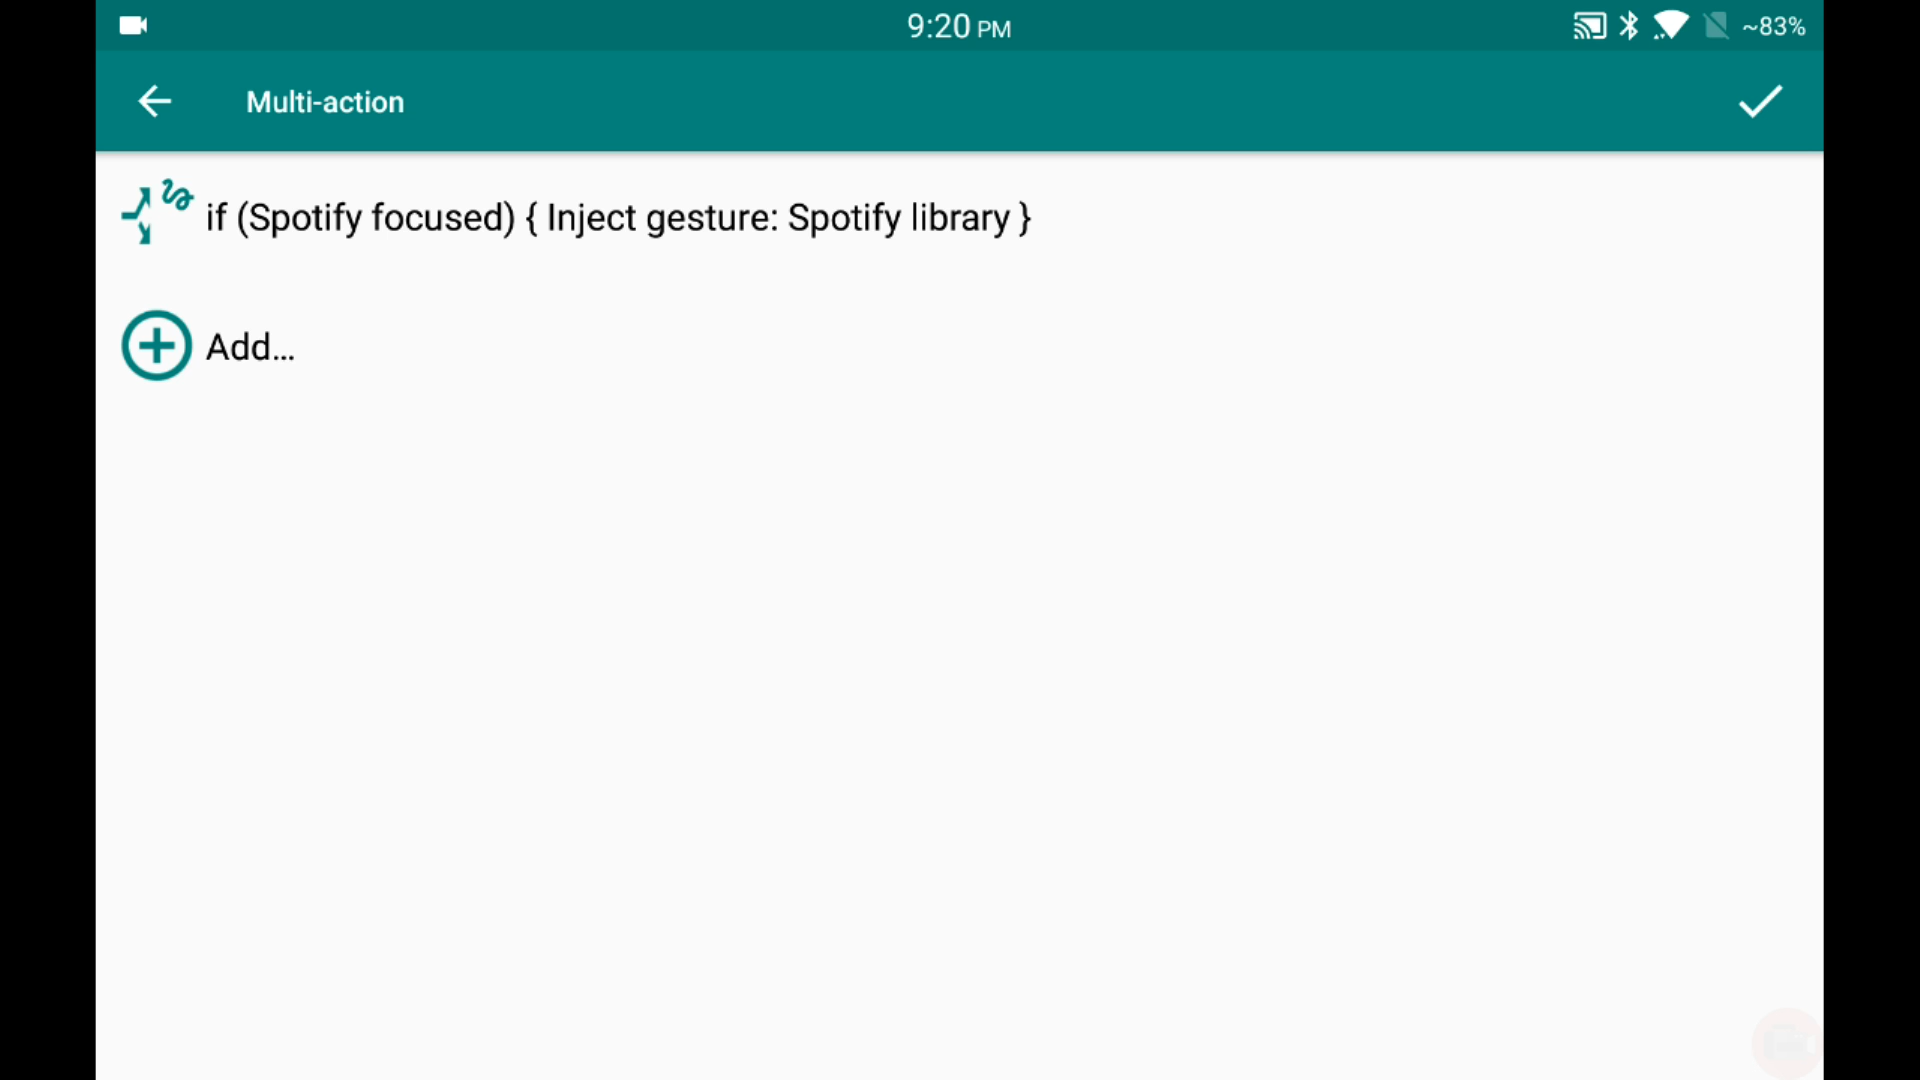 9:20 PM
~83%
Multi-action
if (Spotify focused) { Inject gesture: Spotify library }
Add...